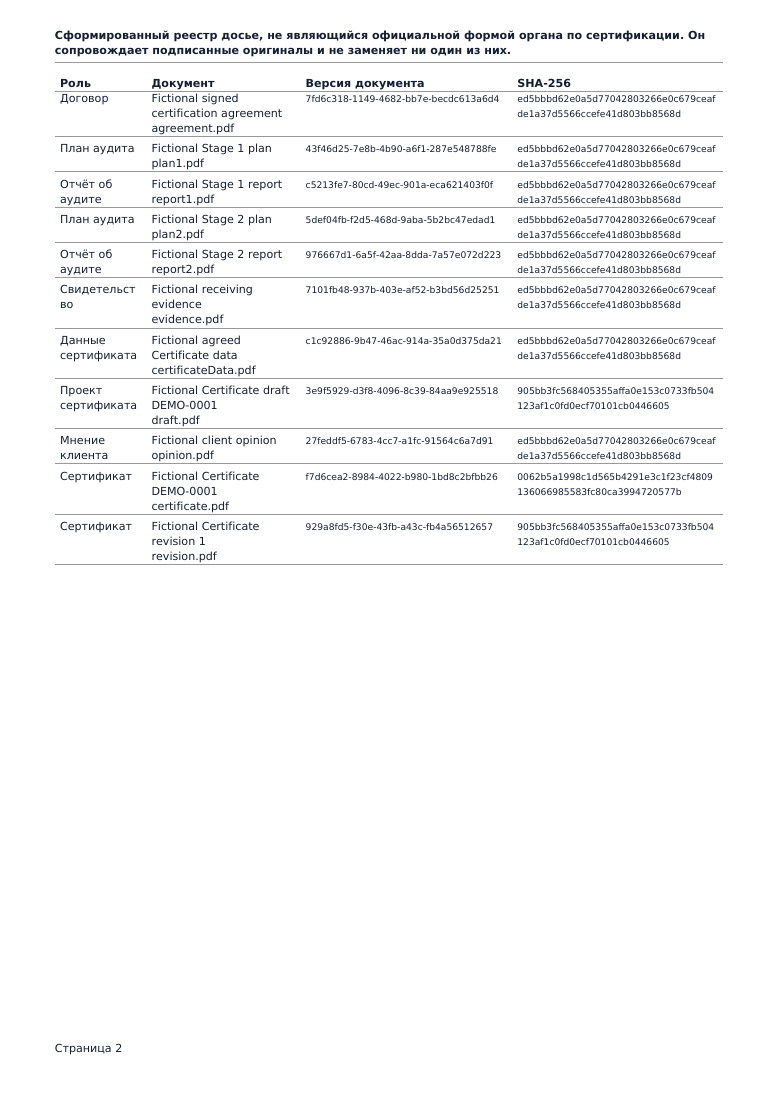 Сформированный реестр досье, не являющийся официальной формой органа по сертификации. Он
сопровождает подписанные оригиналы и не заменяет ни один из них.
Роль Документ Версия документа SHA-256
Договор Fictional signed 7fd6c318-1149-4682-bb7e-becdc613a6d4 ed5bbbd62e0a5d77042803266e0c679ceaf
certification agreement de1a37d5566ccefe41d803bb8568d
agreement.pdf
План аудита Fictional Stage 1 plan 43f46d25-7e8b-4b90-a6f1-287e548788fe ed5bbbd62e0a5d77042803266e0c679ceaf
plan1.pdf de1a37d5566ccefe41d803bb8568d
Отчёт об Fictional Stage 1 report c5213fe7-80cd-49ec-901a-eca621403f0f ed5bbbd62e0a5d77042803266e0c679ceaf
аудите report1.pdf de1a37d5566ccefe41d803bb8568d
План аудита Fictional Stage 2 plan 5def04fb-f2d5-468d-9aba-5b2bc47edad1 ed5bbbd62e0a5d77042803266e0c679ceaf
plan2.pdf de1a37d5566ccefe41d803bb8568d
Отчёт об Fictional Stage 2 report 976667d1-6a5f-42aa-8dda-7a57e072d223 ed5bbbd62e0a5d77042803266e0c679ceaf
аудите report2.pdf de1a37d5566ccefe41d803bb8568d
Свидетельст Fictional receiving 7101fb48-937b-403e-af52-b3bd56d25251 ed5bbbd62e0a5d77042803266e0c679ceaf
во evidence de1a37d5566ccefe41d803bb8568d
evidence.pdf
Данные Fictional agreed c1c92886-9b47-46ac-914a-35a0d375da21 ed5bbbd62e0a5d77042803266e0c679ceaf
сертификата Certificate data de1a37d5566ccefe41d803bb8568d
certificateData.pdf
Проект Fictional Certificate draft 3e9f5929-d3f8-4096-8c39-84aa9e925518 905bb3fc568405355affa0e153c0733fb504
сертификата DEMO-0001 123af1c0fd0ecf70101cb0446605
draft.pdf
Мнение Fictional client opinion 27feddf5-6783-4cc7-a1fc-91564c6a7d91 ed5bbbd62e0a5d77042803266e0c679ceaf
клиента opinion.pdf de1a37d5566ccefe41d803bb8568d
Сертификат Fictional Certificate f7d6cea2-8984-4022-b980-1bd8c2bfbb26 0062b5a1998c1d565b4291e3c1f23cf4809
DEMO-0001 136066985583fc80ca3994720577b
certificate.pdf
Сертификат Fictional Certificate 929a8fd5-f30e-43fb-a43c-fb4a56512657 905bb3fc568405355affa0e153c0733fb504
revision 1 123af1c0fd0ecf70101cb0446605
revision.pdf
Страница 2